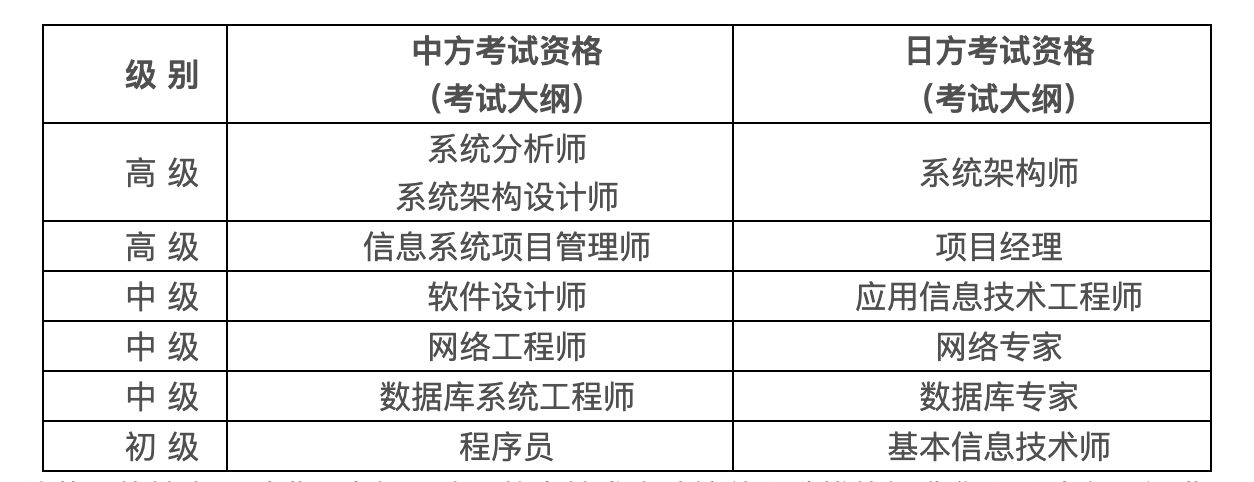 级 别
中方考试资格
（考试大纲）
日方考试资格
（考试大纲）
高 级
系统分析师
系统架构设计师
系统架构师
高 级
信息系统项目管理师
项目经理
中 级
软件设计师
应用信息技术工程师
中 级
网络工程师
网络专家
中 级
数据库系统工程师
数据库专家
初 级
程序员
基本信息技术师